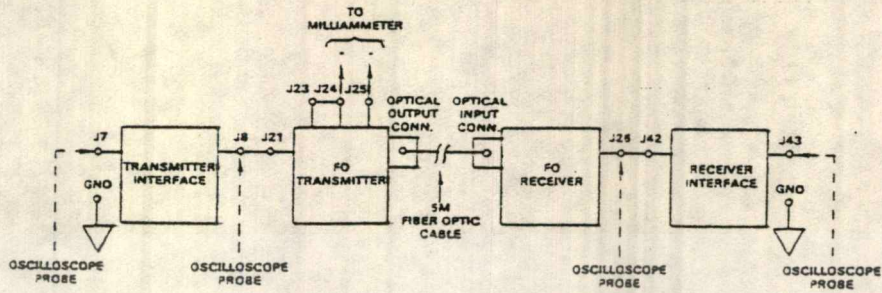 TO
MILLIAMMETER
- -
J23 J24 J25
OPTICAL
OUTPUT
CONN.
OPTICAL
INPUT
CONN.
J7
TRANSMITTER
INTERFACE
GND
J8 J21
FO
TRANSMITTER
5M
FIBER OPTIC
CABLE
FO
RECEIVER
J26 J42
RECEIVER
INTERFACE
J43
GND
OSCILLOSCOPE
PROBE
OSCILLOSCOPE
PROBE
OSCILLOSCOPE
PROBE
OSCILLOSCOPE
PROBE